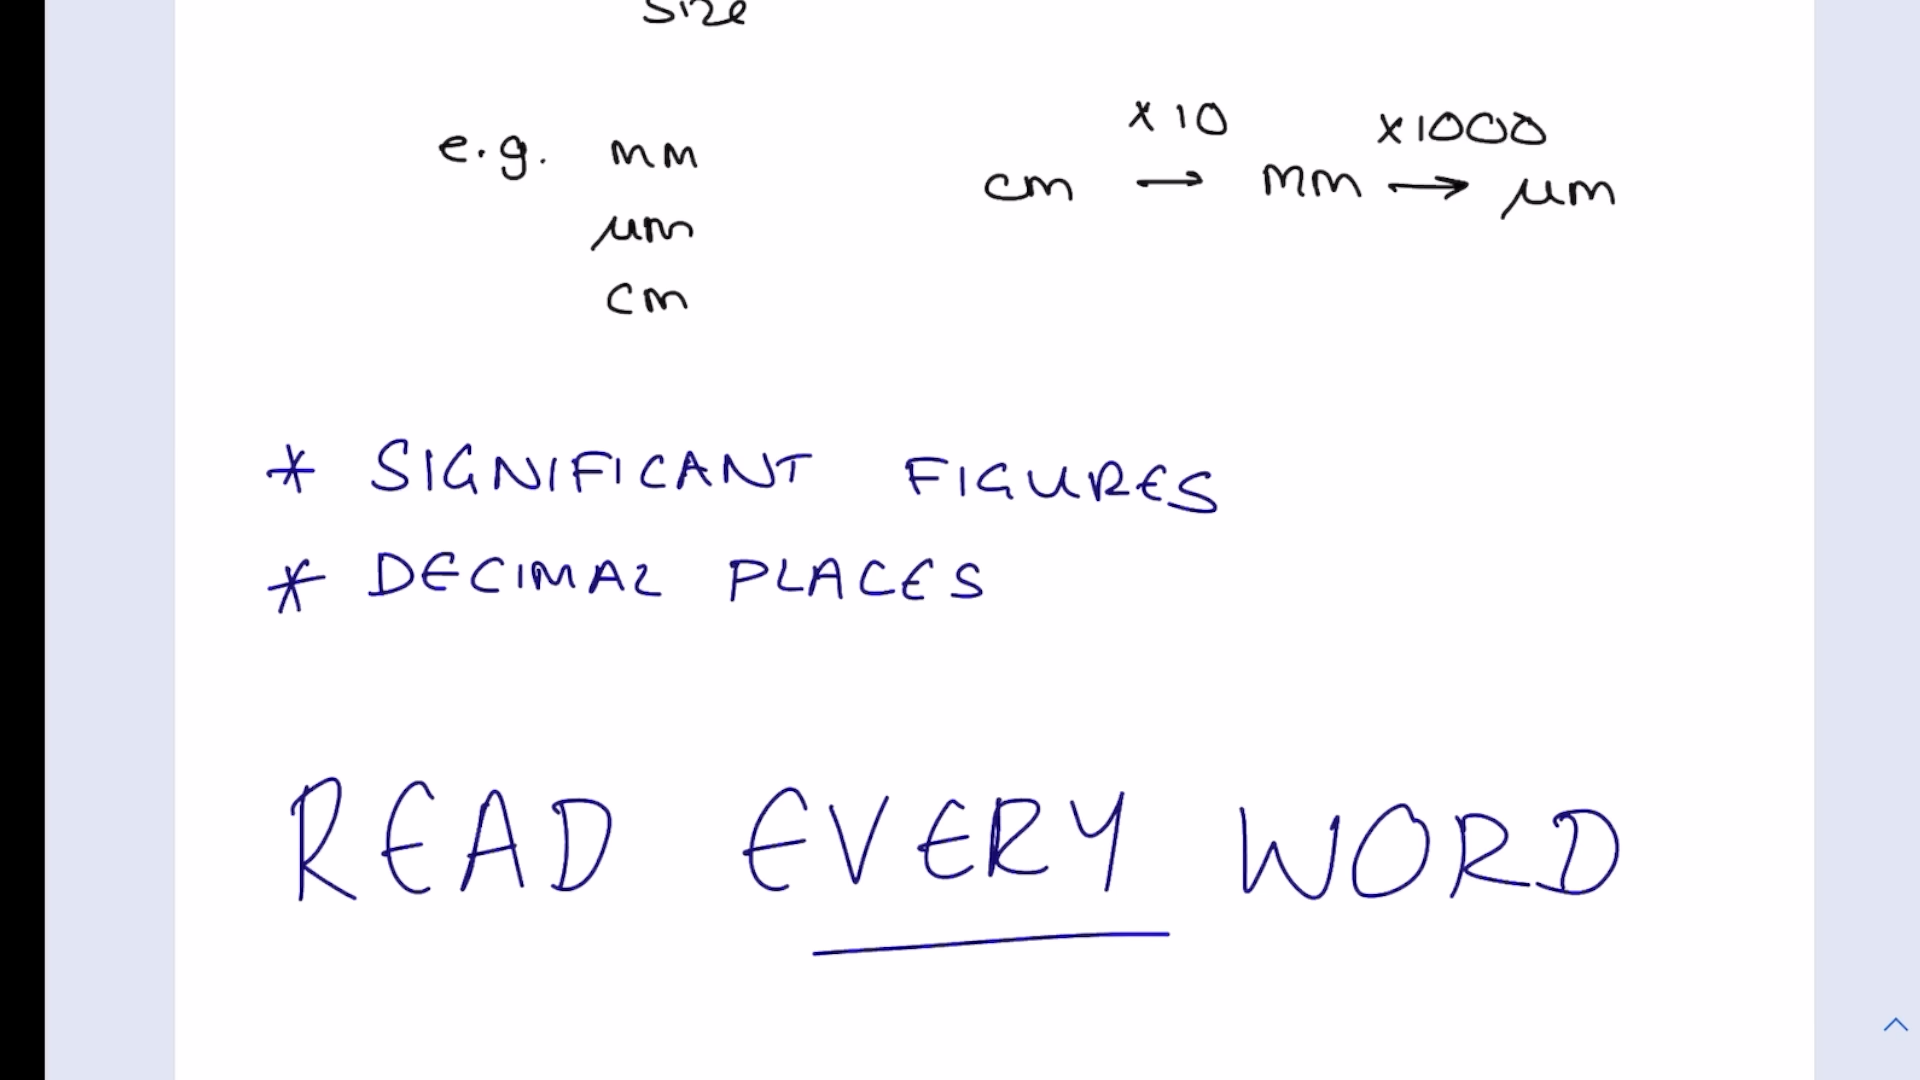 size
e.g. mm
×10 ×1000
cm → mm → µm
µm
cm
* SIGNIFICANT FIGURES
* DECIMAL PLACES
READ EVERY WORD